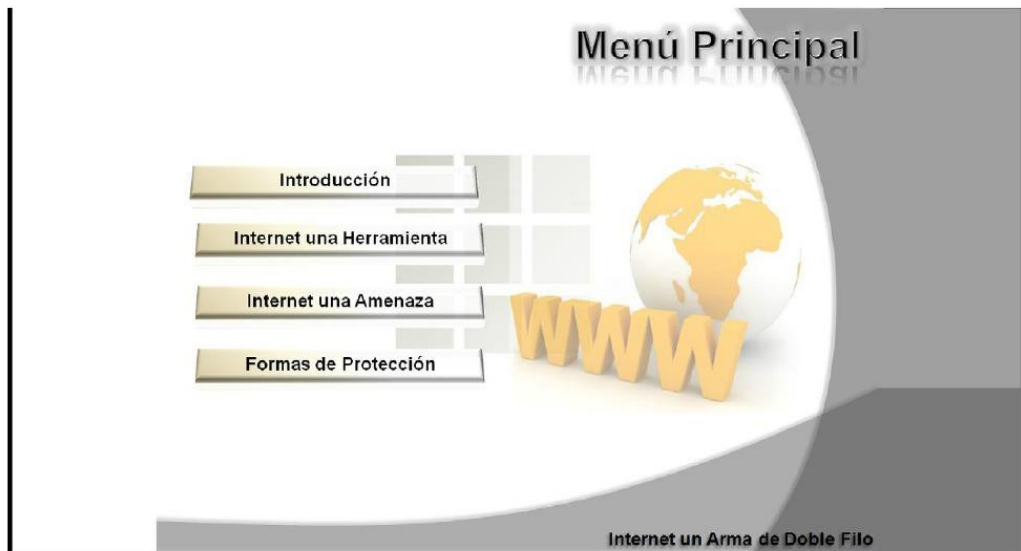 Menú Principal
Introducción
Internet una Herramienta
Internet una Amenaza
Formas de Protección
WWW
Internet un Arma de Doble Filo